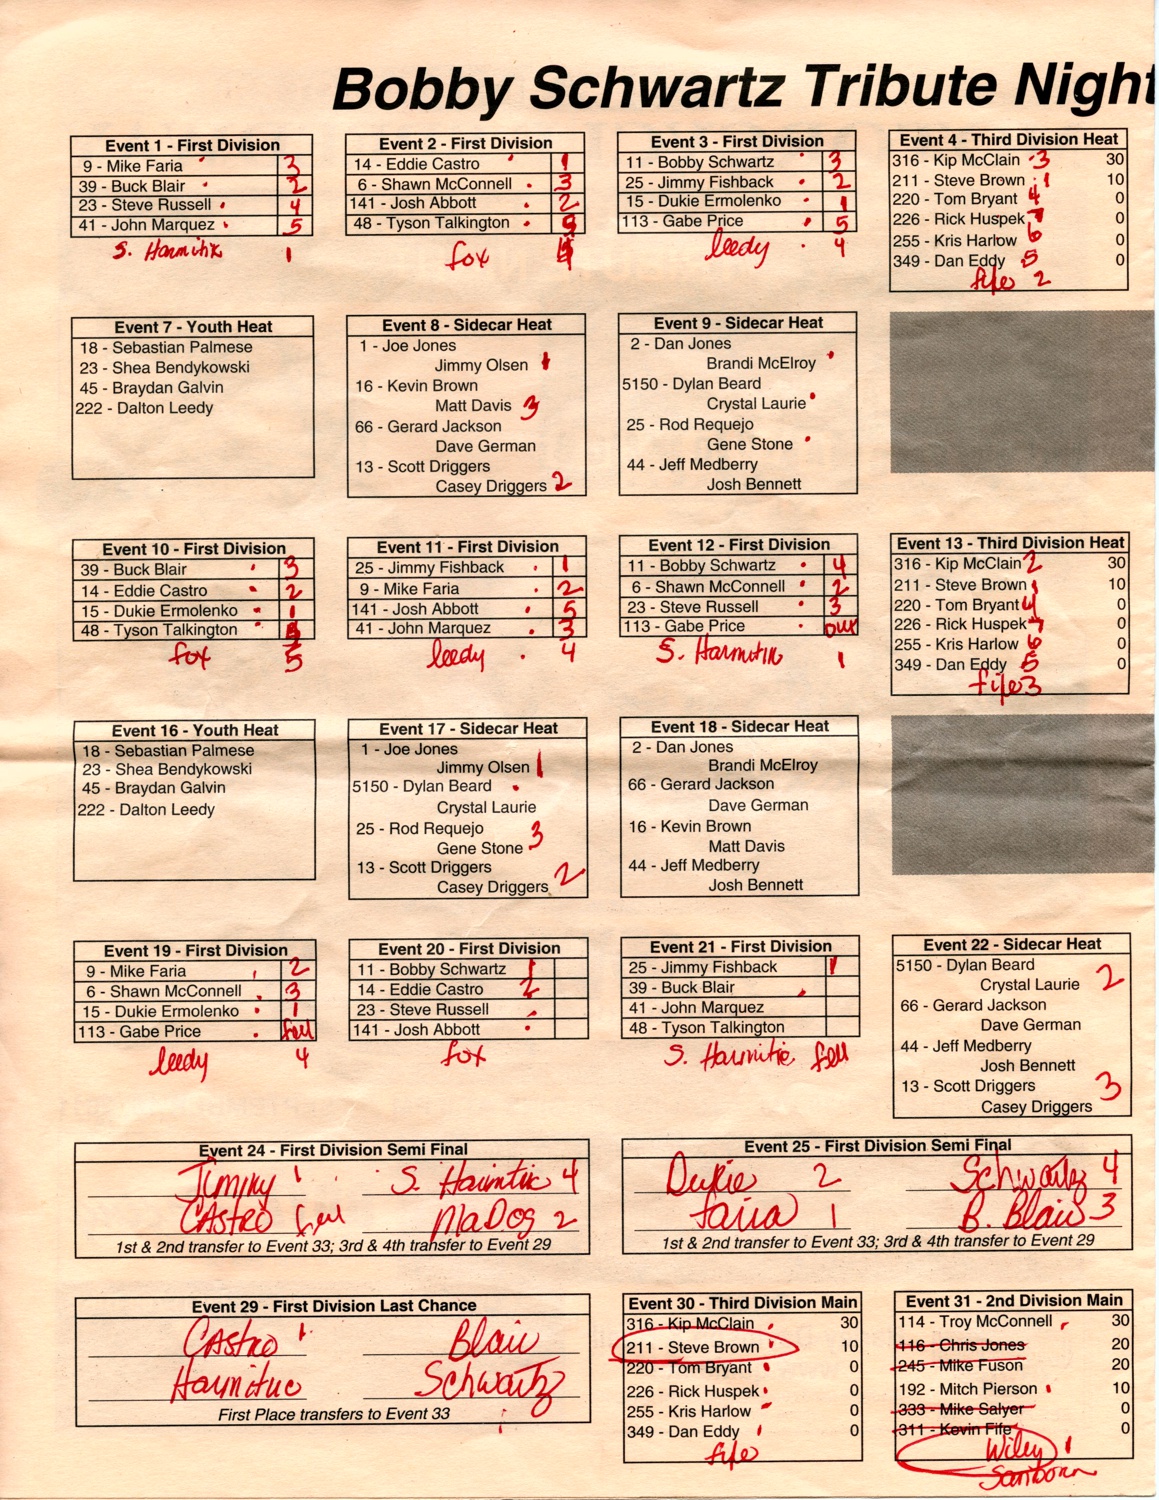 Bobby Schwartz Tribute Night
Event 1 - First Division
9 - Mike Faria 3
39 - Buck Blair 2
23 - Steve Russell 4
41 - John Marquez 5
S. Harmitik 1
Event 2 - First Division
14 - Eddie Castro 1
6 - Shawn McConnell 3
141 - Josh Abbott 2
48 - Tyson Talkington
fox
Event 3 - First Division
11 - Bobby Schwartz 3
25 - Jimmy Fishback 2
15 - Dukie Ermolenko 1
113 - Gabe Price 5
leedy 4
Event 4 - Third Division Heat
316 - Kip McClain 3 30
211 - Steve Brown 1 10
220 - Tom Bryant 4 0
226 - Rick Huspek 7 0
255 - Kris Harlow 6 0
349 - Dan Eddy 5 0
fife 2
Event 7 - Youth Heat
18 - Sebastian Palmese
23 - Shea Bendykowski
45 - Braydan Galvin
222 - Dalton Leedy
Event 8 - Sidecar Heat
1 - Joe Jones
Jimmy Olsen 1
16 - Kevin Brown
Matt Davis 3
66 - Gerard Jackson
Dave German
13 - Scott Driggers
Casey Driggers 2
Event 9 - Sidecar Heat
2 - Dan Jones
Brandi McElroy
5150 - Dylan Beard
Crystal Laurie
25 - Rod Requejo
Gene Stone
44 - Jeff Medberry
Josh Bennett
Event 10 - First Division
39 - Buck Blair 3
14 - Eddie Castro 2
15 - Dukie Ermolenko 1
48 - Tyson Talkington
fox 5
Event 11 - First Division
25 - Jimmy Fishback 1
9 - Mike Faria 2
141 - Josh Abbott 5
41 - John Marquez 3
leedy 4
Event 12 - First Division
11 - Bobby Schwartz 4
6 - Shawn McConnell 2
23 - Steve Russell 3
113 - Gabe Price out
S. Harmitik 1
Event 13 - Third Division Heat
316 - Kip McClain 2 30
211 - Steve Brown 1 10
220 - Tom Bryant 4 0
226 - Rick Huspek 7 0
255 - Kris Harlow 6 0
349 - Dan Eddy 5 0
fife 3
Event 16 - Youth Heat
18 - Sebastian Palmese
23 - Shea Bendykowski
45 - Braydan Galvin
222 - Dalton Leedy
Event 17 - Sidecar Heat
1 - Joe Jones
Jimmy Olsen 1
5150 - Dylan Beard
Crystal Laurie
25 - Rod Requejo
Gene Stone 3
13 - Scott Driggers
Casey Driggers 2
Event 18 - Sidecar Heat
2 - Dan Jones
Brandi McElroy
66 - Gerard Jackson
Dave German
16 - Kevin Brown
Matt Davis
44 - Jeff Medberry
Josh Bennett
Event 19 - First Division
9 - Mike Faria 2
6 - Shawn McConnell 3
15 - Dukie Ermolenko 1
113 - Gabe Price fell
leedy 4
Event 20 - First Division
11 - Bobby Schwartz 1
14 - Eddie Castro 2
23 - Steve Russell
141 - Josh Abbott
fox
Event 21 - First Division
25 - Jimmy Fishback 1
39 - Buck Blair
41 - John Marquez
48 - Tyson Talkington
S. Harmitie fell
Event 22 - Sidecar Heat
5150 - Dylan Beard
Crystal Laurie 2
66 - Gerard Jackson
Dave German
44 - Jeff Medberry
Josh Bennett
13 - Scott Driggers 3
Casey Driggers
Event 24 - First Division Semi Final
Jimmy 1 S. Harmitie 4
CASTRO fell MaDOG 2
1st & 2nd transfer to Event 33; 3rd & 4th transfer to Event 29
Event 25 - First Division Semi Final
Dukie 2 Schwartz 4
faria 1 B. Blair 3
1st & 2nd transfer to Event 33; 3rd & 4th transfer to Event 29
Event 29 - First Division Last Chance
CAstro 1 Blair
Harmitie Schwartz
First Place transfers to Event 33
Event 30 - Third Division Main
316 - Kip McClain 30
211 - Steve Brown 10
220 - Tom Bryant 0
226 - Rick Huspek 0
255 - Kris Harlow 0
349 - Dan Eddy 0
fife
Event 31 - 2nd Division Main
114 - Troy McConnell 30
116 - Chris Jones 20
245 - Mike Fuson 20
192 - Mitch Pierson 10
333 - Mike Salyer 0
311 - Kevin Fife 0
Wiley 1
Sanborn